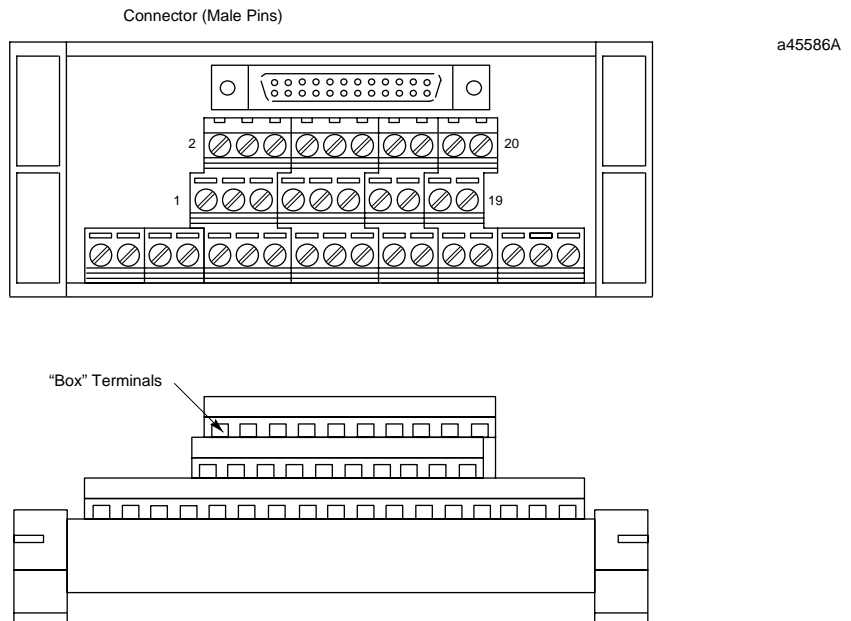 Connector (Male Pins)
a45586A
2
20
1
19
“Box” Terminals